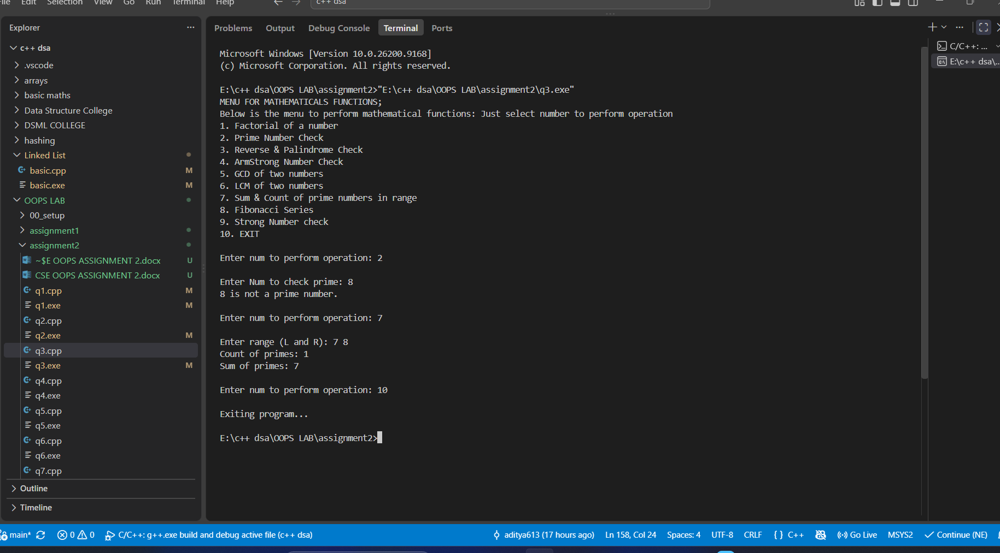 File Edit Selection View Go Run Terminal Help
c++ dsa
Explorer
c++ dsa
.vscode
arrays
basic maths
Data Structure College
DSML COLLEGE
hashing
Linked List
basic.cpp M
basic.exe M
OOPS LAB
00_setup
assignment1
assignment2
~$E OOPS ASSIGNMENT 2.docx U
CSE OOPS ASSIGNMENT 2.docx U
q1.cpp M
q1.exe M
q2.cpp
q2.exe M
q3.cpp
q3.exe M
q4.cpp
q4.exe
q5.cpp
q5.exe
q6.cpp
q6.exe
q7.cpp
Outline
Timeline
Problems Output Debug Console Terminal Ports
Microsoft Windows [Version 10.0.26200.9168]
(c) Microsoft Corporation. All rights reserved.
E:\c++ dsa\OOPS LAB\assignment2>"E:\c++ dsa\OOPS LAB\assignment2\q3.exe"
MENU FOR MATHEMATICALS FUNCTIONS;
Below is the menu to perform mathematical functions: Just select number to perform operation
1. Factorial of a number
2. Prime Number Check
3. Reverse & Palindrome Check
4. ArmStrong Number Check
5. GCD of two numbers
6. LCM of two numbers
7. Sum & Count of prime numbers in range
8. Fibonacci Series
9. Strong Number check
10. EXIT
Enter num to perform operation: 2
Enter Num to check prime: 8
8 is not a prime number.
Enter num to perform operation: 7
Enter range (L and R): 7 8
Count of primes: 1
Sum of primes: 7
Enter num to perform operation: 10
Exiting program...
E:\c++ dsa\OOPS LAB\assignment2>
C/C++: ...
E:\c++ dsa\...
main* 0 0 C/C++: g++.exe build and debug active file (c++ dsa) aditya613 (17 hours ago) Ln 158, Col 24 Spaces: 4 UTF-8 CRLF {} C++ Go Live MSYS2 Continue (NE)